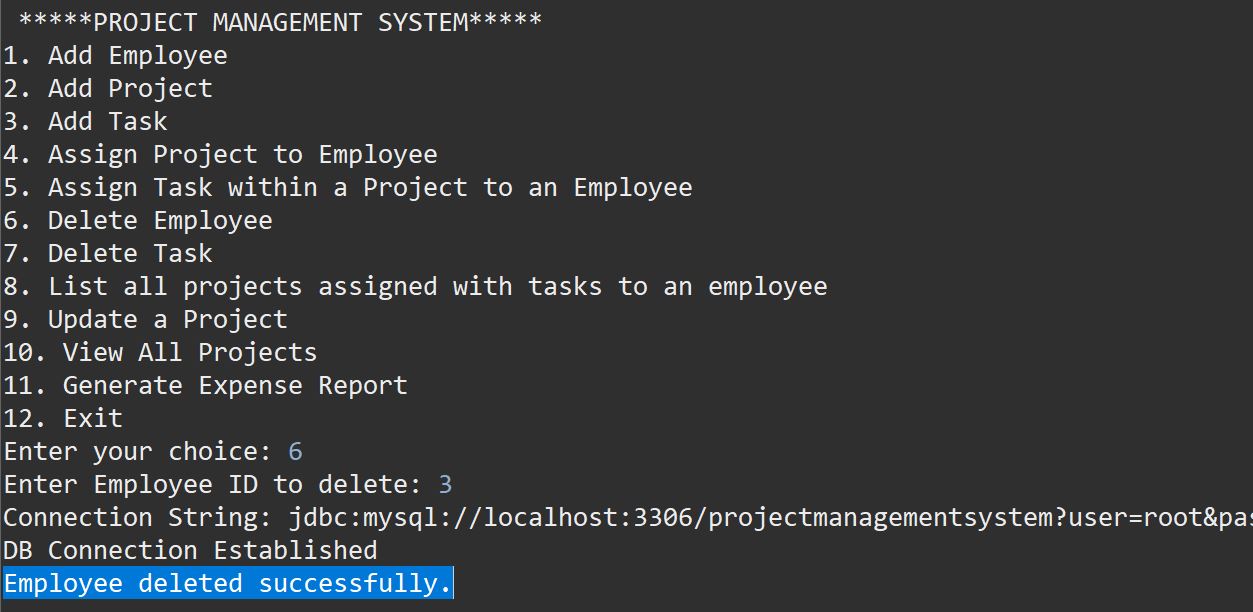 *****PROJECT MANAGEMENT SYSTEM*****
1. Add Employee
2. Add Project
3. Add Task
4. Assign Project to Employee
5. Assign Task within a Project to an Employee
6. Delete Employee
7. Delete Task
8. List all projects assigned with tasks to an employee
9. Update a Project
10. View All Projects
11. Generate Expense Report
12. Exit
Enter your choice: 6
Enter Employee ID to delete: 3
Connection String: jdbc:mysql://localhost:3306/projectmanagementsystem?user=root&pas
DB Connection Established
Employee deleted successfully.